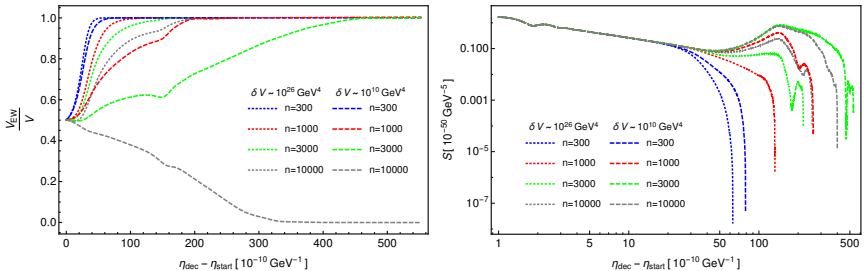 V_EW/V
1.0
0.8
0.6
0.4
0.2
0.0
δ V ~ 10^26 GeV^4 δ V ~ 10^10 GeV^4
n=300 n=300
n=1000 n=1000
n=3000 n=3000
n=10000 n=10000
0 100 200 300 400 500
η_dec − η_start [ 10^-10 GeV^-1 ]
S[ 10^-50 GeV^-5 ]
0.100
0.001
10^-5
10^-7
δ V ~ 10^26 GeV^4 δ V ~ 10^10 GeV^4
n=300 n=300
n=1000 n=1000
n=3000 n=3000
n=10000 n=10000
1 5 10 50 100 500
η_dec − η_start [ 10^-10 GeV^-1 ]